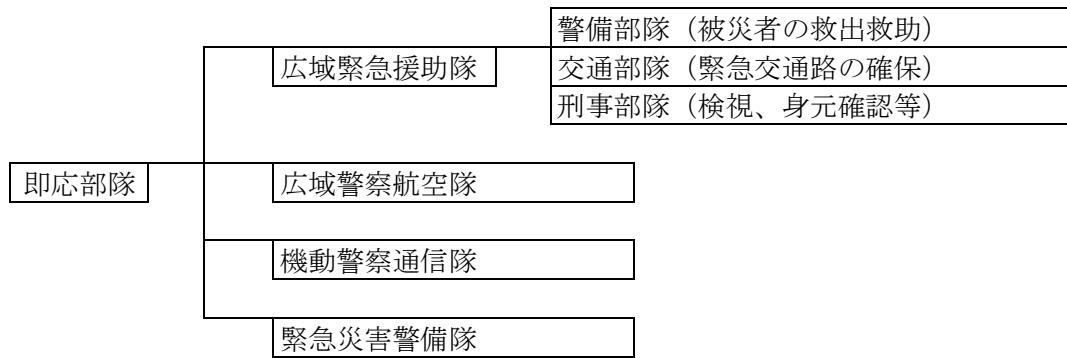 警備部隊（被災者の救出救助）
広域緊急援助隊
交通部隊（緊急交通路の確保）
刑事部隊（検視、身元確認等）
即応部隊
広域警察航空隊
機動警察通信隊
緊急災害警備隊